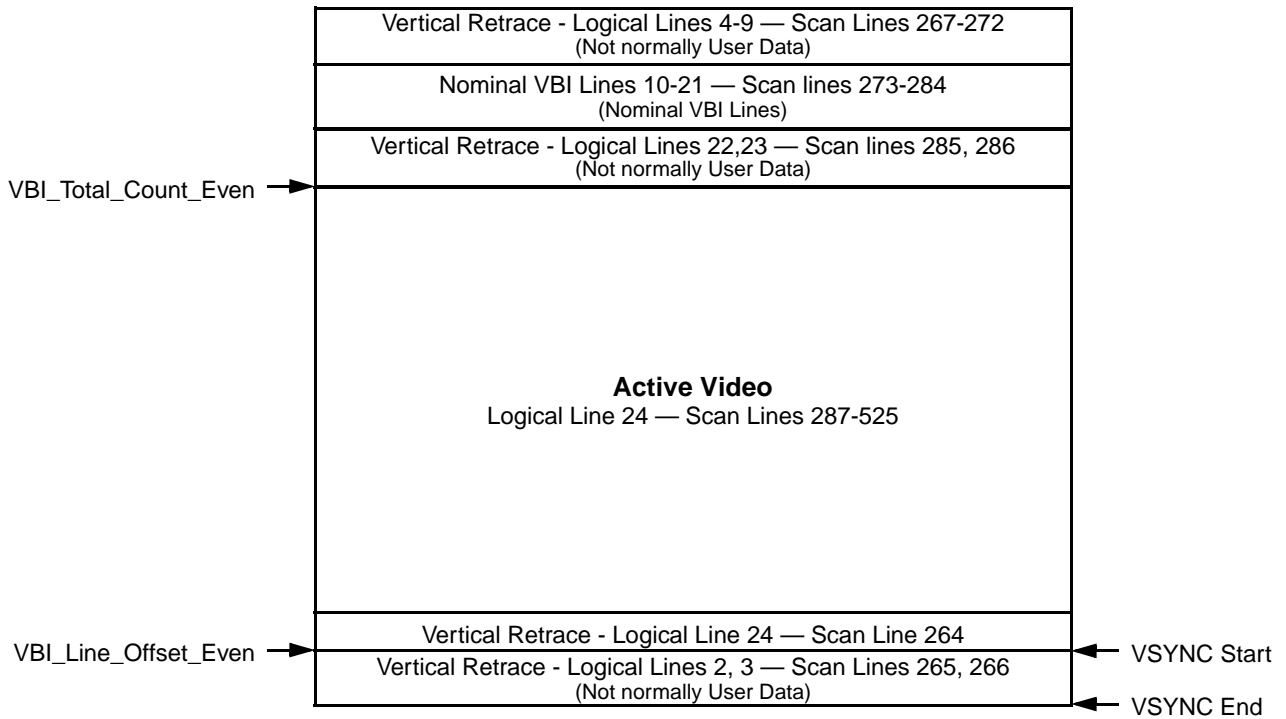 Vertical Retrace - Logical Lines 4-9 — Scan Lines 267-272
(Not normally User Data)
Nominal VBI Lines 10-21 — Scan lines 273-284
(Nominal VBI Lines)
Vertical Retrace - Logical Lines 22,23 — Scan lines 285, 286
(Not normally User Data)
VBI_Total_Count_Even
Active Video
Logical Line 24 — Scan Lines 287-525
Vertical Retrace - Logical Line 24 — Scan Line 264
VBI_Line_Offset_Even
VSYNC Start
Vertical Retrace - Logical Lines 2, 3 — Scan Lines 265, 266
(Not normally User Data)
VSYNC End